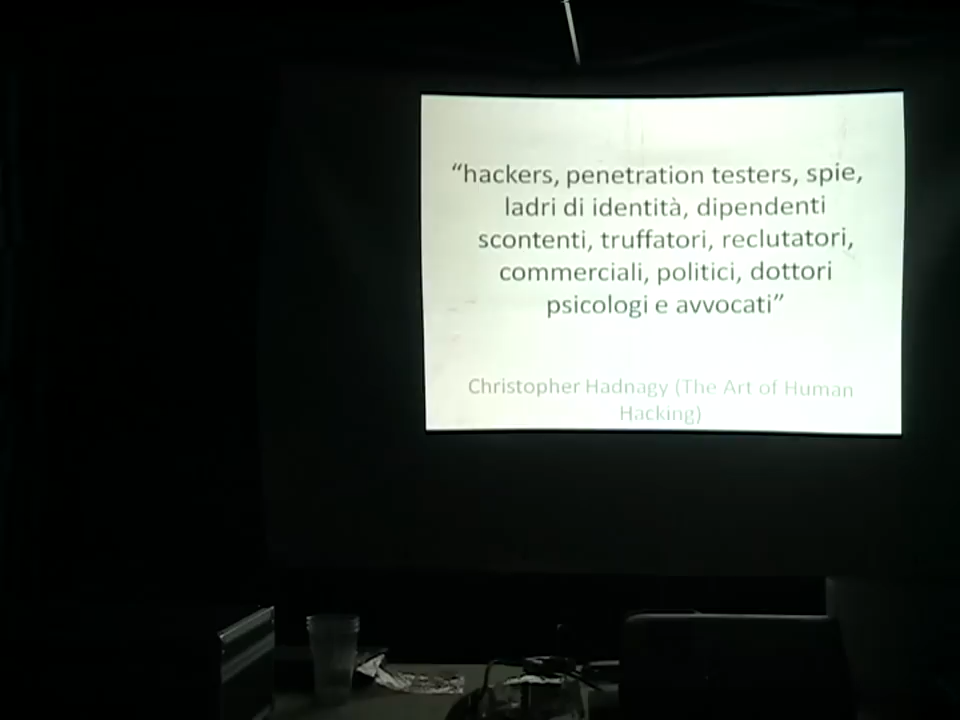 “hackers, penetration testers, spie,
ladri di identità, dipendenti
scontenti, truffatori, reclutatori,
commerciali, politici, dottori
psicologi e avvocati”
Christopher Hadnagy (The Art of Human
Hacking)